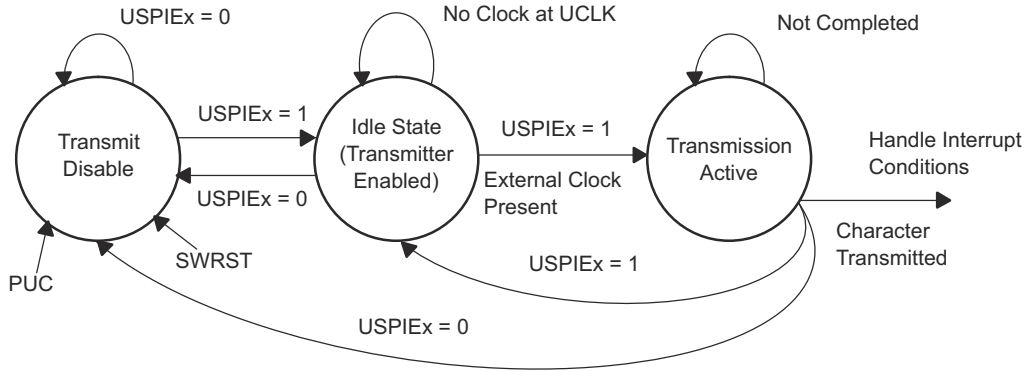 USPIEx = 0
No Clock at UCLK
Not Completed
USPIEx = 1
Transmit
Disable
USPIEx = 0
Idle State
(Transmitter
Enabled)
USPIEx = 1
External Clock
Present
Transmission
Active
Handle Interrupt
Conditions
Character
Transmitted
PUC
SWRST
USPIEx = 1
USPIEx = 0